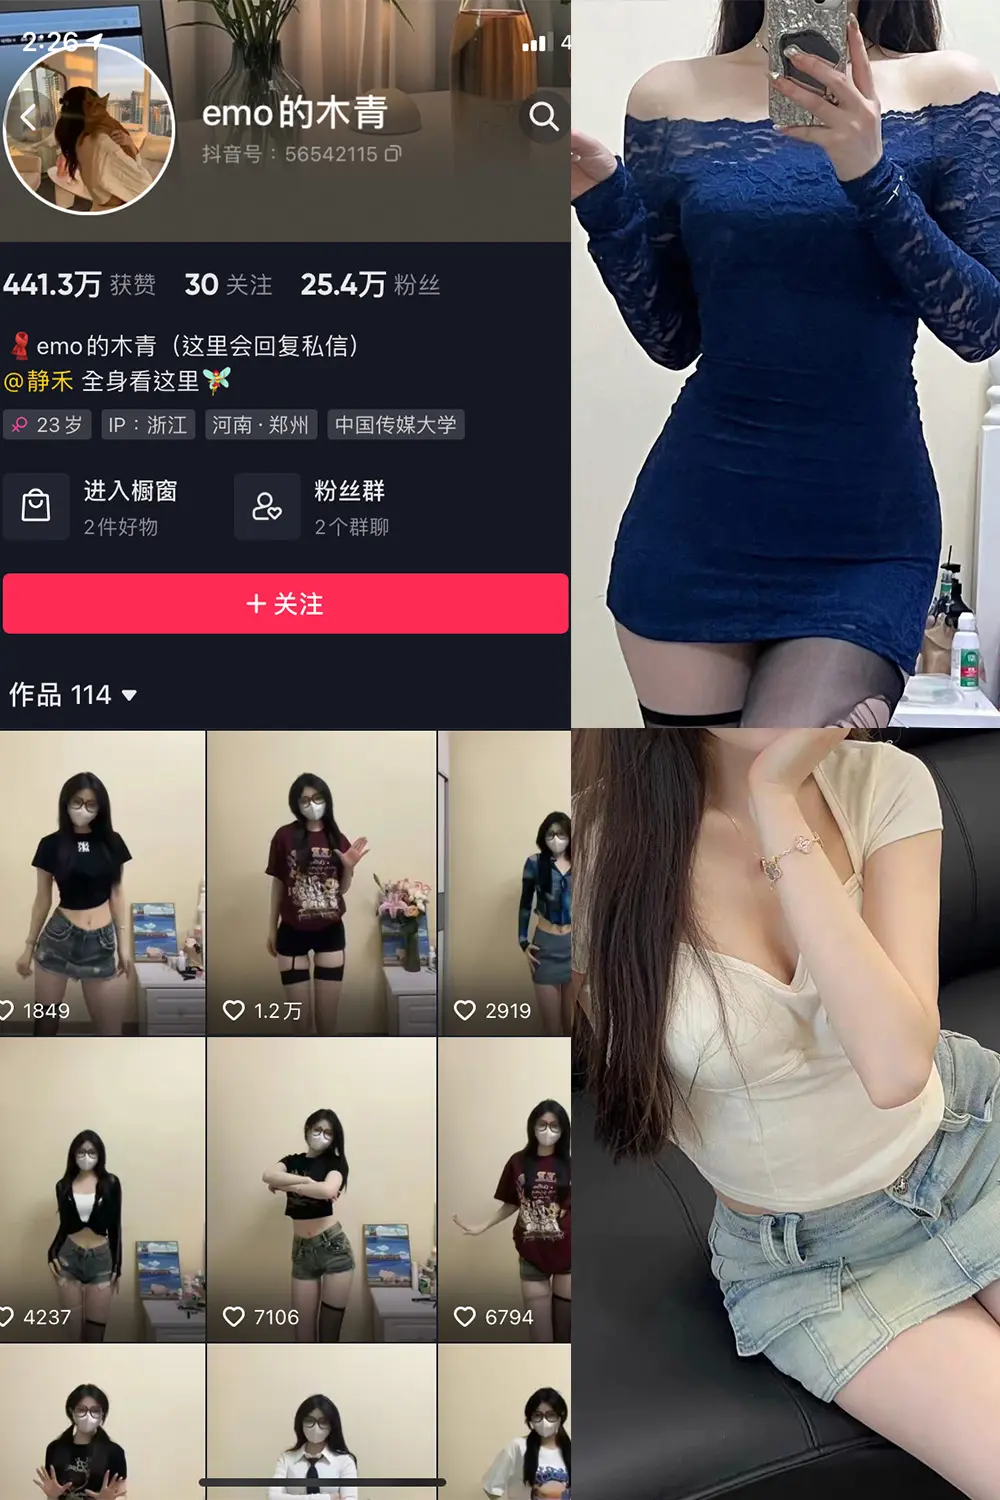 2:26
4
emo的木青
抖音号：56542115
441.3万 获赞 30 关注 25.4万 粉丝
emo的木青（这里会回复私信）
@静禾 全身看这里
23岁 IP：浙江 河南·郑州 中国传媒大学
进入橱窗
2件好物
粉丝群
2个群聊
+ 关注
作品 114
1849 1.2万 2919
4237 7106 6794